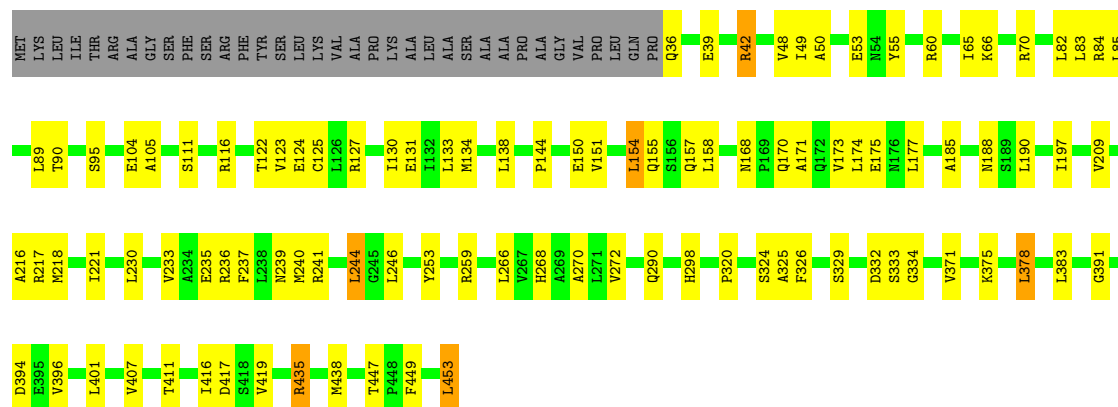 MET LYS LEU ILE THR ARG ALA GLY SER PHE SER ARG PHE TYR SER LEU LYS VAL ALA PRO LYS ALA LEU ALA SER ALA ALA PRO ALA GLY VAL PRO LEU GLN PRO Q36 E39 R42 V48 I49 A50 E53 N54 Y55 R60 I65 K66 R70 L82 L83 R84 L85
L89 T90 S95 E104 A105 S111 R116 T122 V123 E124 C125 L126 R127 I130 E131 I132 L133 M134 L138 P144 E150 V151 L154 Q155 S156 Q157 L158 N168 P169 Q170 A171 Q172 V173 L174 E175 N176 L177 A185 N188 S189 L190 I197 V209
A216 R217 M218 I221 L230 V233 A234 E235 R236 F237 L238 N239 M240 R241 L244 G245 L246 Y253 R259 L266 V267 H268 A269 A270 L271 V272 Q290 H298 P320 S324 A325 F326 S329 D332 S333 G334 V371 K375 L378 L383 G391
D394 E395 V396 L401 V407 T411 I416 D417 S418 V419 R435 M438 T447 P448 F449 L453